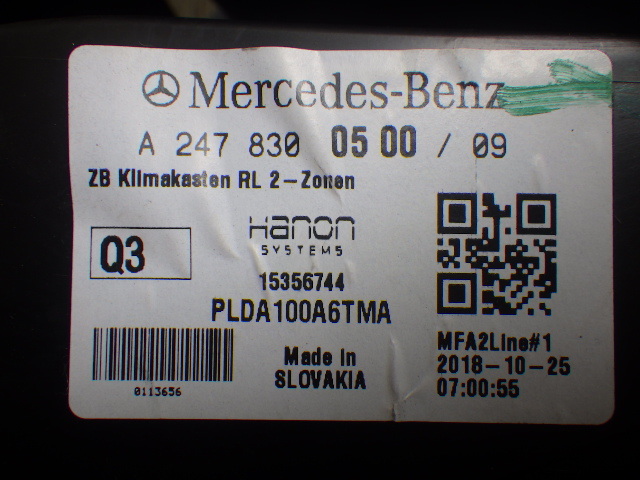 Mercedes-Benz
A 247 830 05 00 / 09
ZB Klimakasten RL 2-Zonen
Q3
Hanon
SYSTEMS
15356744
PLDA100A6TMA
0113656
Made in
SLOVAKIA
MFA2Line#1
2018-10-25
07:00:55